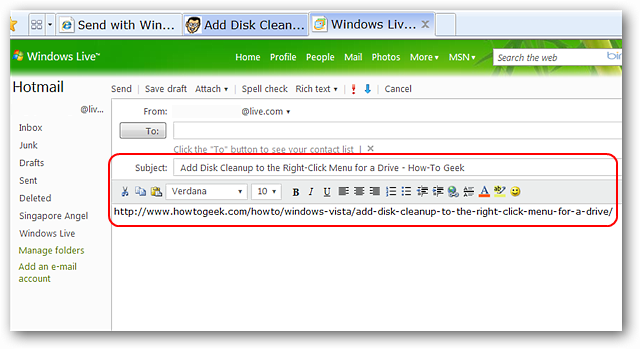 Send with Win... Add Disk Clean... Windows Liv...
Windows Live™ Home Profile People Mail Photos More MSN Search the web bin
Hotmail
Send Save draft Attach Spell check Rich text ! Cancel
@liv...
From: @live.com
To:
Click the "To" button to see your contact list | ✕
Subject: Add Disk Cleanup to the Right-Click Menu for a Drive - How-To Geek
Verdana 10 B I U A
http://www.howtogeek.com/howto/windows-vista/add-disk-cleanup-to-the-right-click-menu-for-a-drive/
Inbox
Junk
Drafts
Sent
Deleted
Singapore Angel
Windows Live
Manage folders
Add an e-mail
account